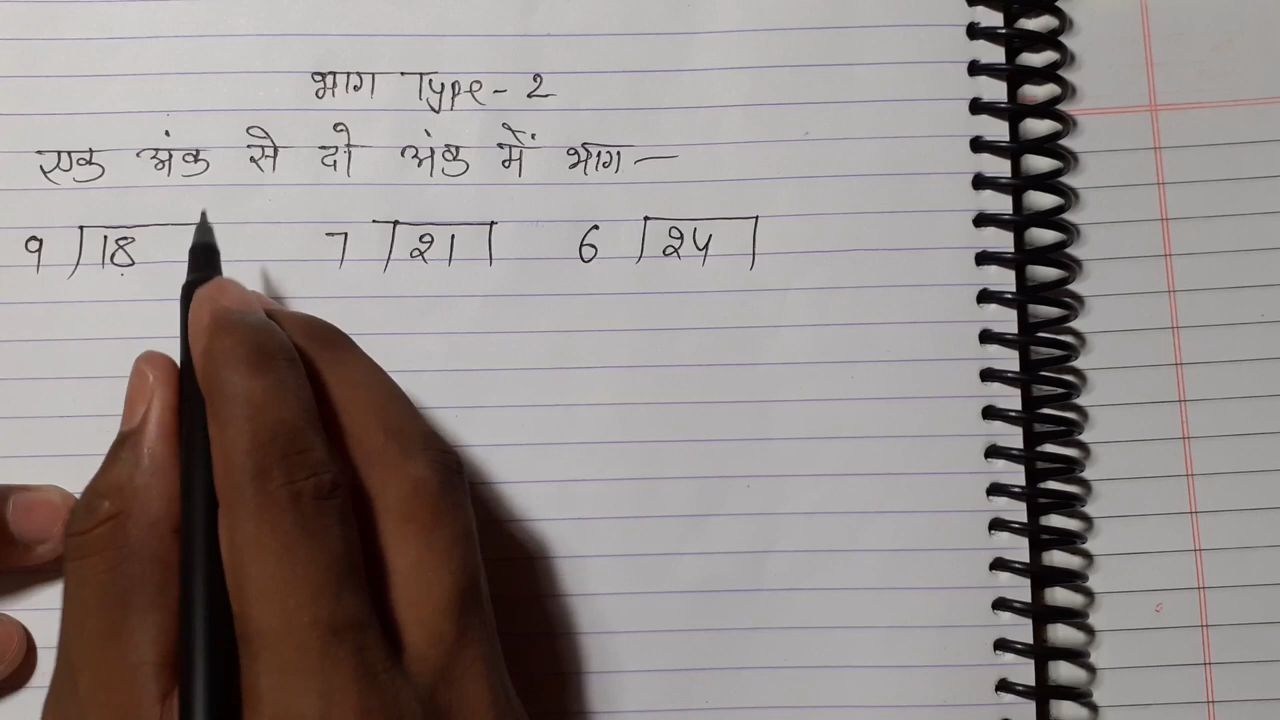 भाग Type - 2
एक अंक से दो अंक में भाग —
9 ) 18 7 ) 21 6 ) 24